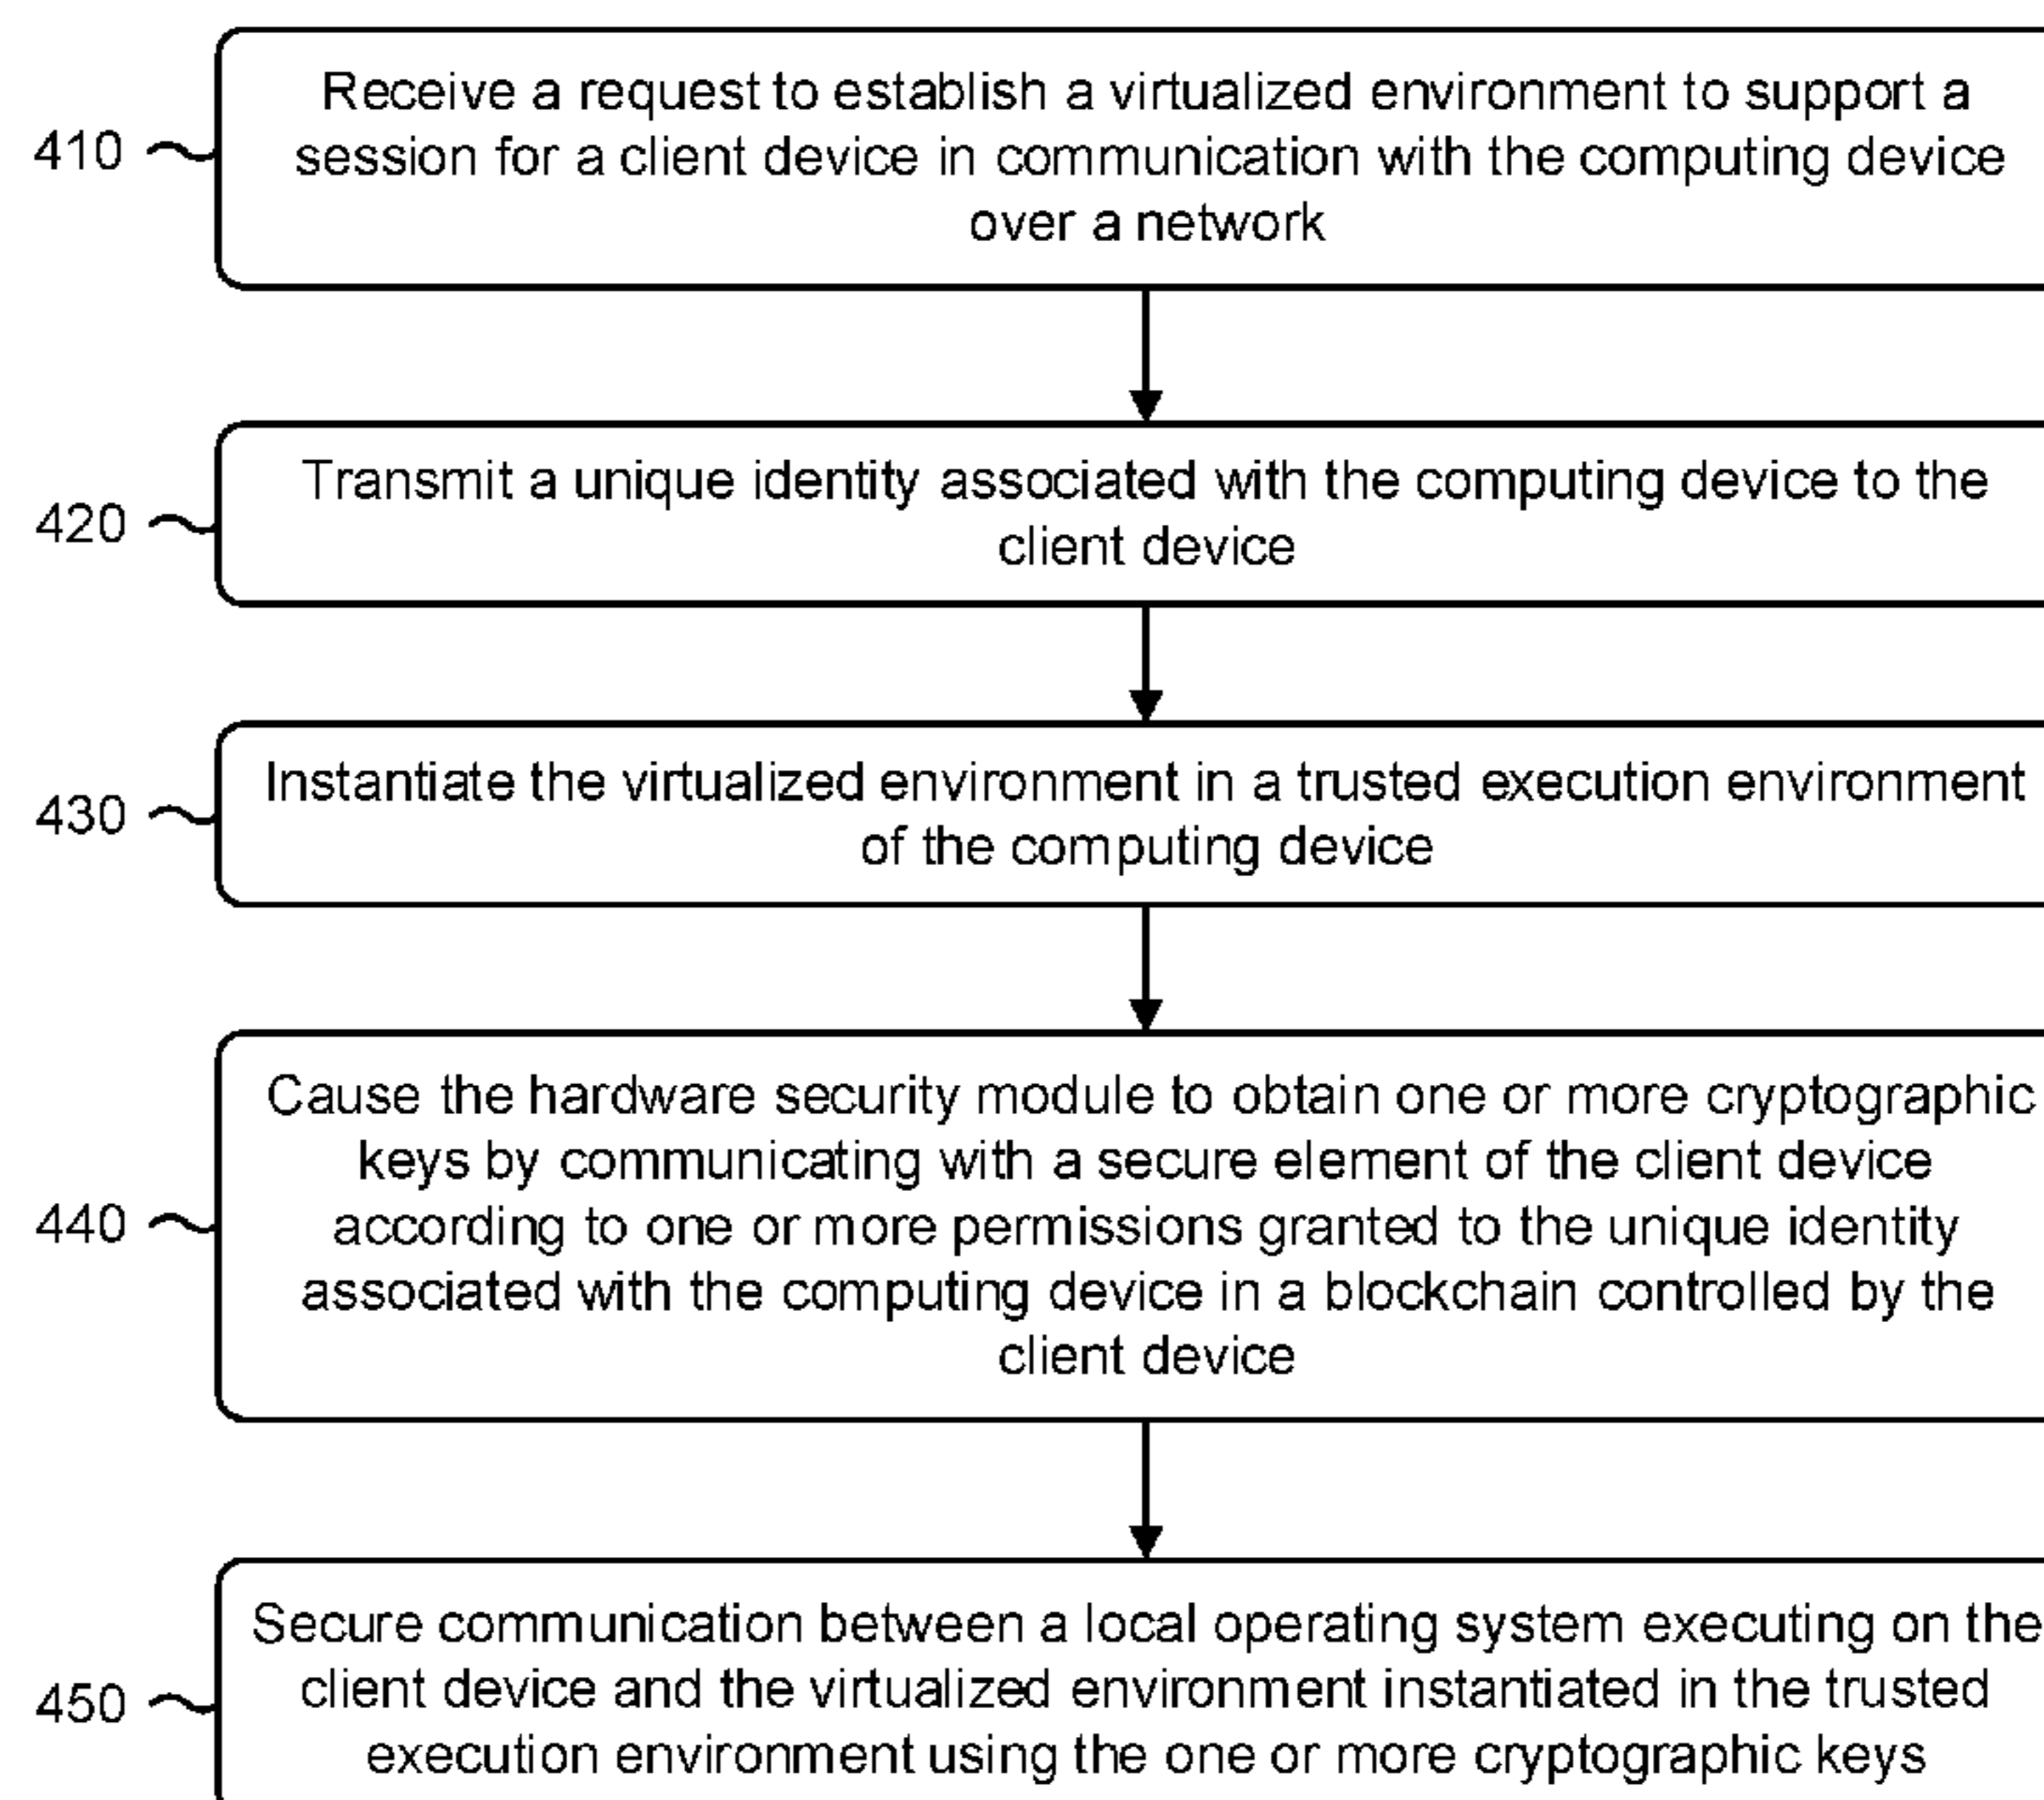 410
Receive a request to establish a virtualized environment to support a
session for a client device in communication with the computing device
over a network
420
Transmit a unique identity associated with the computing device to the
client device
430
Instantiate the virtualized environment in a trusted execution environment
of the computing device
440
Cause the hardware security module to obtain one or more cryptographic
keys by communicating with a secure element of the client device
according to one or more permissions granted to the unique identity
associated with the computing device in a blockchain controlled by the
client device
450
Secure communication between a local operating system executing on the
client device and the virtualized environment instantiated in the trusted
execution environment using the one or more cryptographic keys